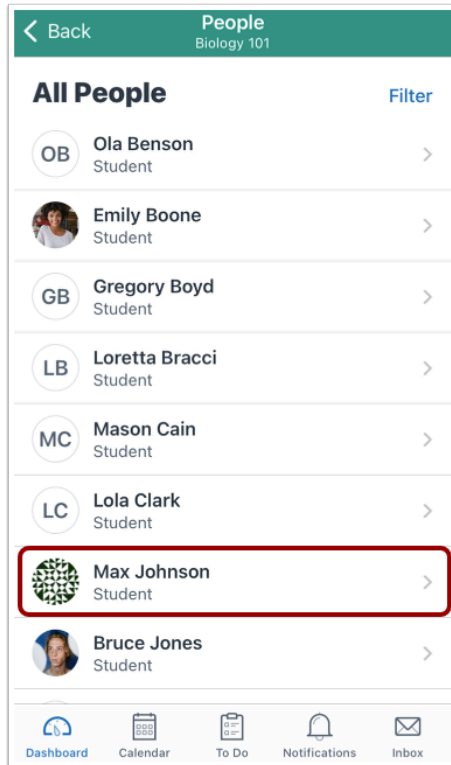 Back
People
Biology 101
All People
Filter
OB
Ola Benson
Student
Emily Boone
Student
GB
Gregory Boyd
Student
LB
Loretta Bracci
Student
MC
Mason Cain
Student
LC
Lola Clark
Student
Max Johnson
Student
Bruce Jones
Student
Dashboard
Calendar
To Do
Notifications
Inbox